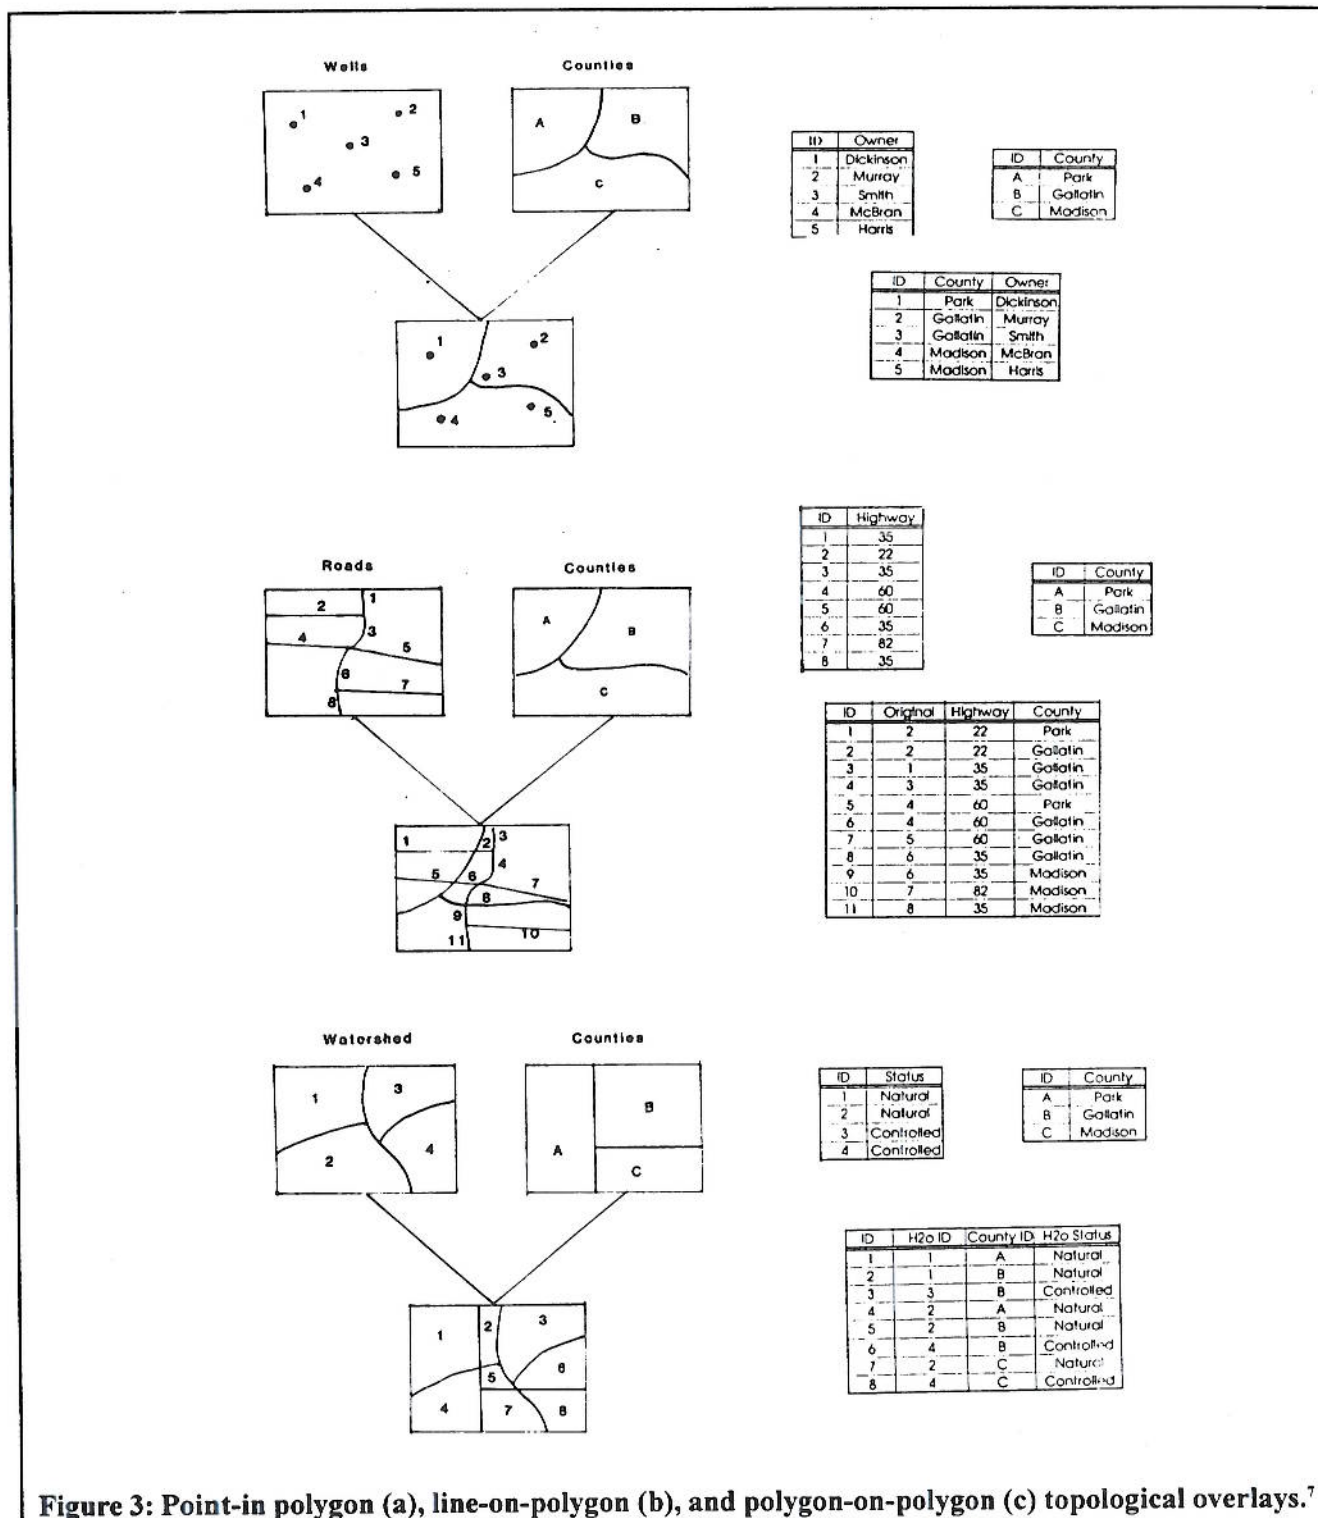 Wells
Counties
1
2
3
4
5
A
B
C
ID Owner
1 Dickinson
2 Murray
3 Smith
4 McBran
5 Harris
ID County
A Park
B Gallatin
C Madison
1
2
3
4
5
ID County Owner
1 Park Dickinson
2 Gallatin Murray
3 Gallatin Smith
4 Madison McBran
5 Madison Harris
Roads
Counties
1
2
3
4
5
6
7
8
A
B
C
ID Highway
1 35
2 22
3 35
4 60
5 60
6 35
7 82
8 35
ID County
A Park
B Gallatin
C Madison
1
2
3
4
5
6
7
8
9
10
11
ID Original Highway County
1 2 22 Park
2 2 22 Gallatin
3 1 35 Gallatin
4 3 35 Gallatin
5 4 60 Park
6 4 60 Gallatin
7 5 60 Gallatin
8 6 35 Gallatin
9 6 35 Madison
10 7 82 Madison
11 8 35 Madison
Watershed
Counties
1
2
3
4
A
B
C
ID Status
1 Natural
2 Natural
3 Controlled
4 Controlled
ID County
A Park
B Gallatin
C Madison
1
2
3
4
5
6
7
8
ID H2o ID County ID H2o Status
1 1 A Natural
2 1 B Natural
3 3 B Controlled
4 2 A Natural
5 2 B Natural
6 4 B Controlled
7 2 C Natural
8 4 C Controlled
Figure 3: Point-in polygon (a), line-on-polygon (b), and polygon-on-polygon (c) topological overlays.⁷